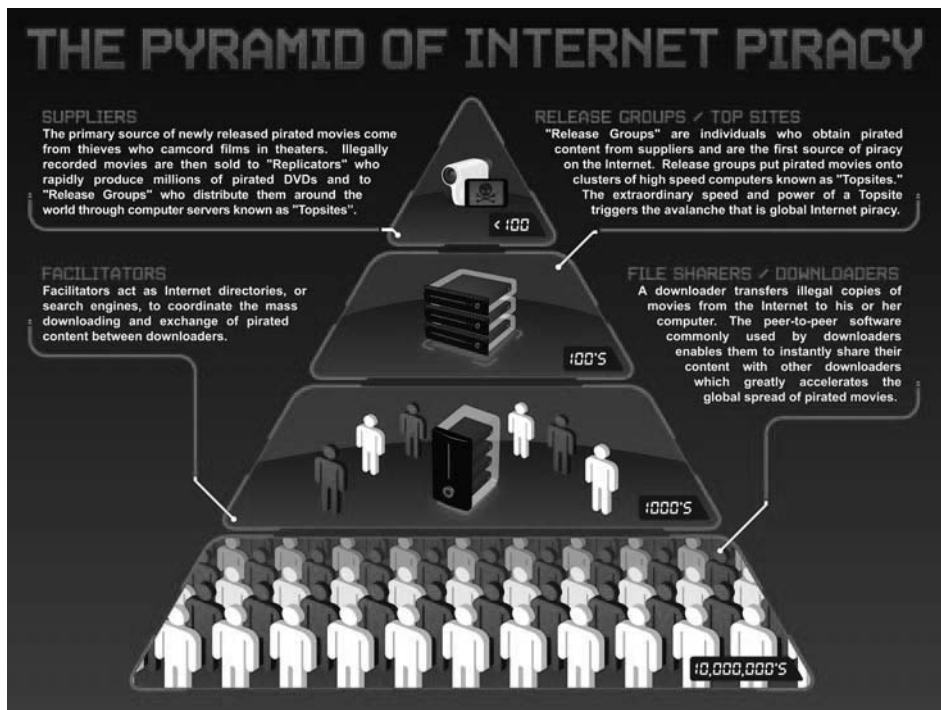 THE PYRAMID OF INTERNET PIRACY
SUPPLIERS
The primary source of newly released pirated movies come
from thieves who camcord films in theaters. Illegally
recorded movies are then sold to "Replicators" who
rapidly produce millions of pirated DVDs and to
"Release Groups" who distribute them around the
world through computer servers known as "Topsites".
RELEASE GROUPS / TOP SITES
"Release Groups" are individuals who obtain pirated
content from suppliers and are the first source of piracy
on the Internet. Release groups put pirated movies onto
clusters of high speed computers known as "Topsites."
The extraordinary speed and power of a Topsite
triggers the avalanche that is global Internet piracy.
<100
FACILITATORS
Facilitators act as Internet directories, or
search engines, to coordinate the mass
downloading and exchange of pirated
content between downloaders.
FILE SHARERS / DOWNLOADERS
A downloader transfers illegal copies of
movies from the Internet to his or her
computer. The peer-to-peer software
commonly used by downloaders
enables them to instantly share their
content with other downloaders
which greatly accelerates the
global spread of pirated movies.
100'S
1000'S
10,000,000'S